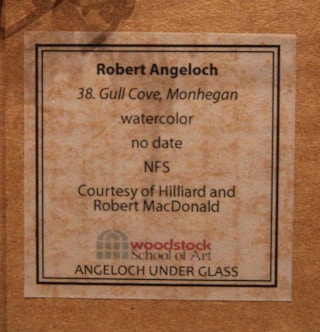 Robert Angeloch
38. Gull Cove, Monhegan
watercolor
no date
NFS
Courtesy of Hilliard and
Robert MacDonald
woodstock
School of Art
ANGELOCH UNDER GLASS